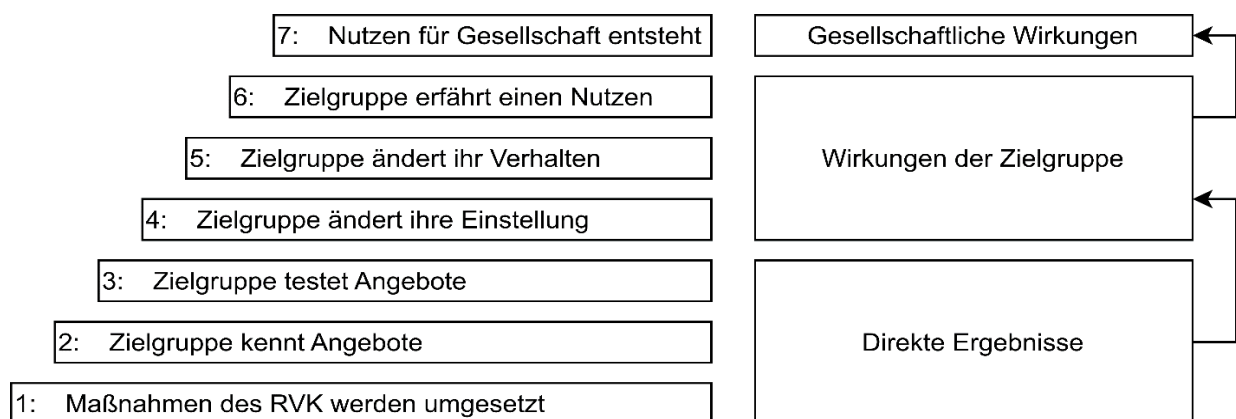 7: Nutzen für Gesellschaft entsteht
Gesellschaftliche Wirkungen
6: Zielgruppe erfährt einen Nutzen
5: Zielgruppe ändert ihr Verhalten
Wirkungen der Zielgruppe
4: Zielgruppe ändert ihre Einstellung
3: Zielgruppe testet Angebote
2: Zielgruppe kennt Angebote
Direkte Ergebnisse
1: Maßnahmen des RVK werden umgesetzt